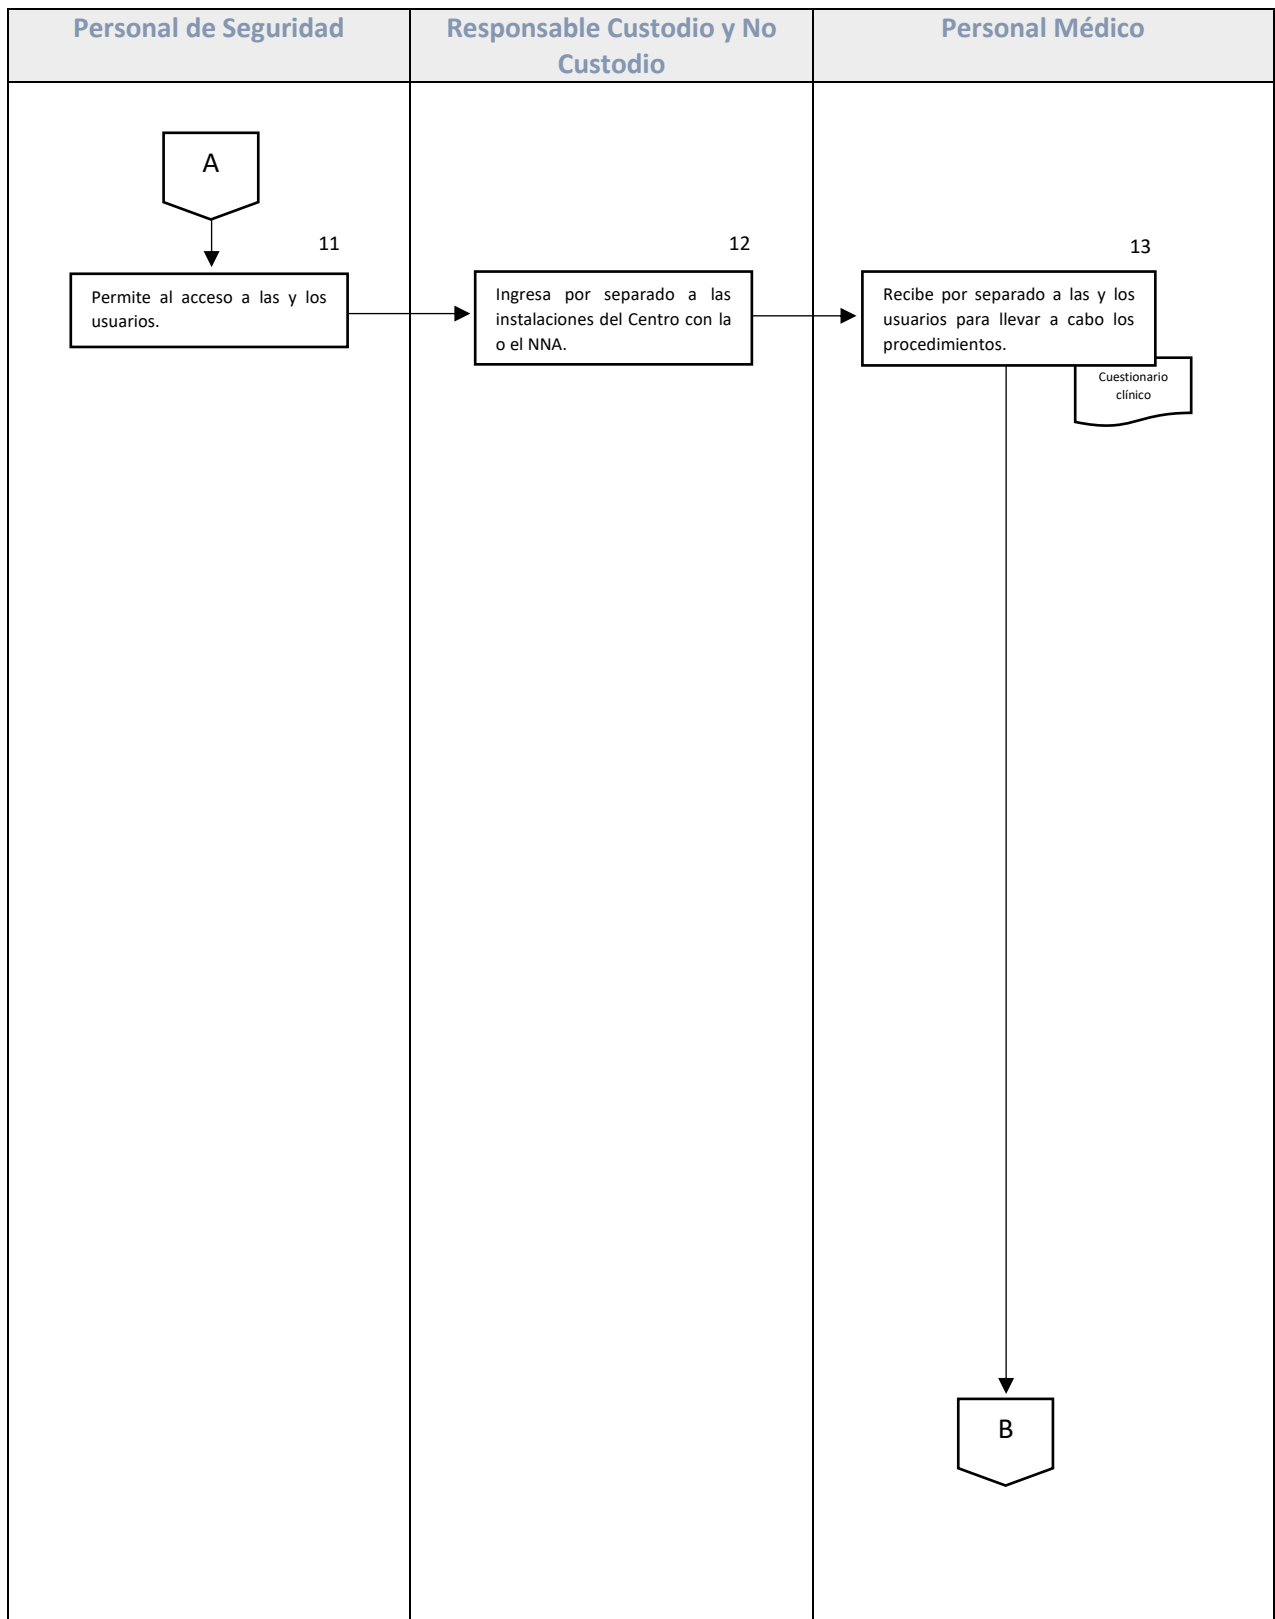 Personal de Seguridad
Responsable Custodio y No
Custodio
Personal Médico
A
11
Permite al acceso a las y los
usuarios.
12
Ingresa por separado a las
instalaciones del Centro con la
o el NNA.
13
Recibe por separado a las y los
usuarios para llevar a cabo los
procedimientos.
Cuestionario
clínico
B